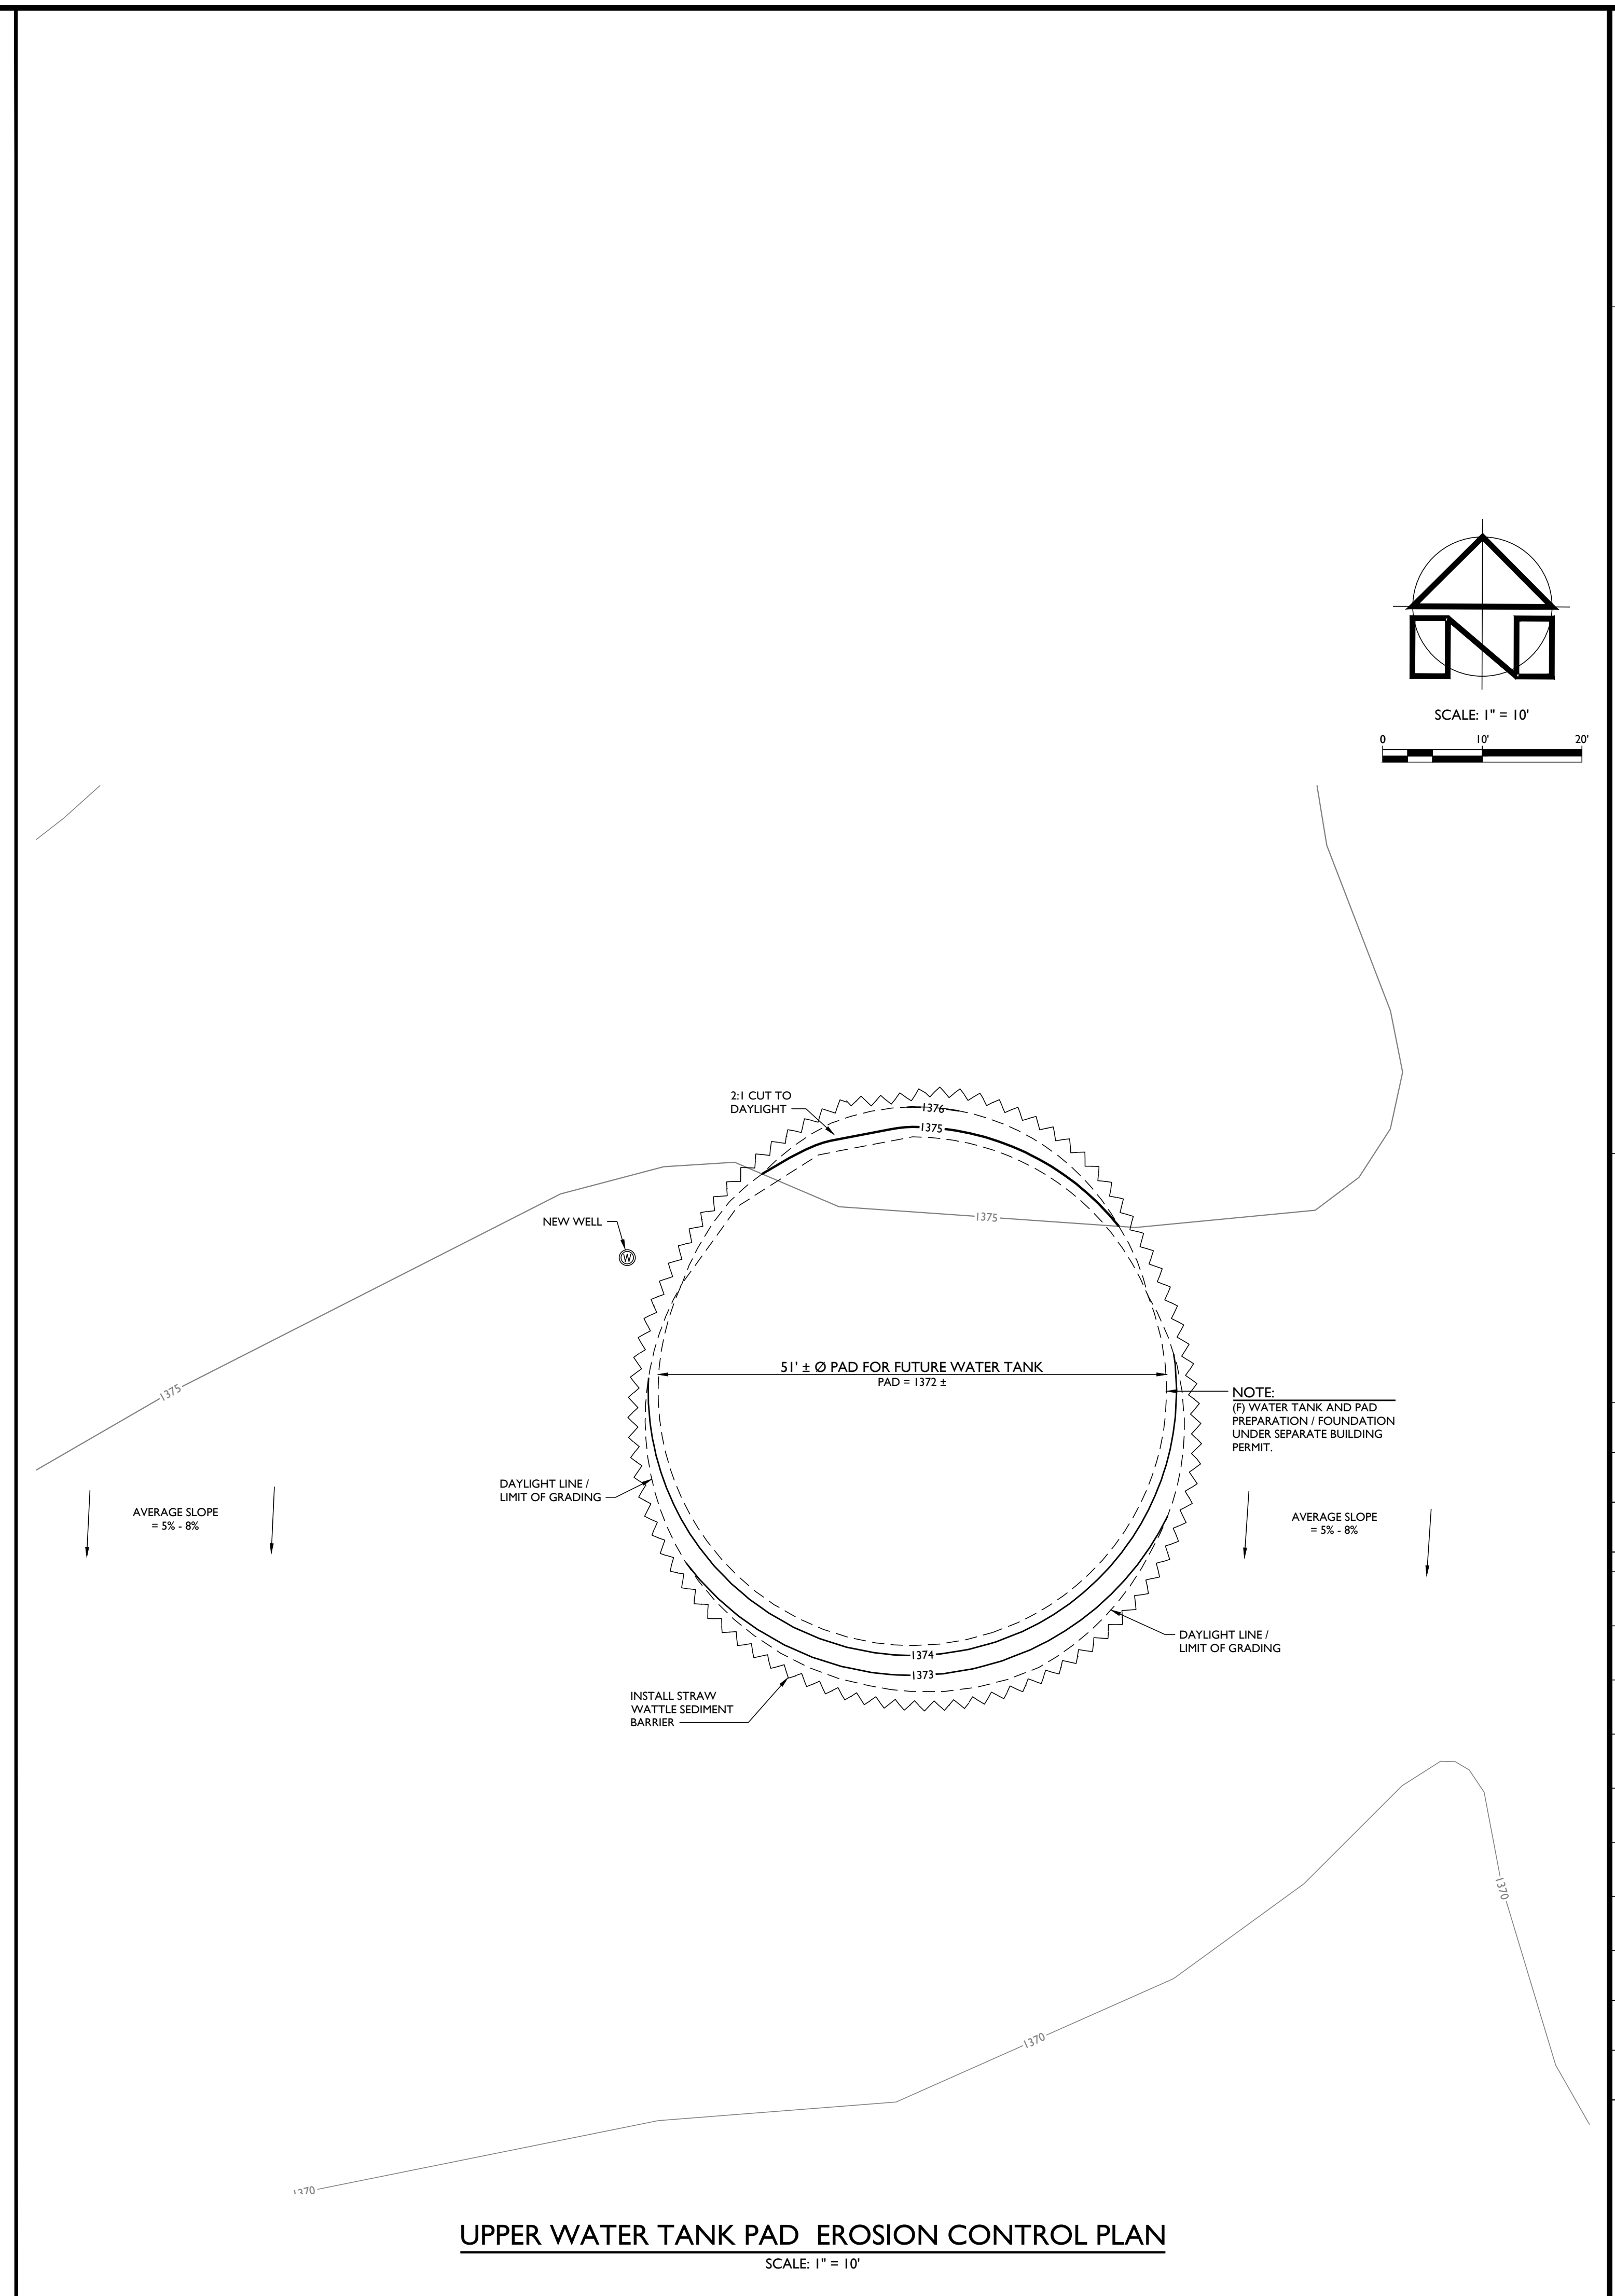 N
SCALE: 1" = 10'
0 10' 20'
2:1 CUT TO
DAYLIGHT
1376
1375
1375
NEW WELL
W
51' ± Ø PAD FOR FUTURE WATER TANK
PAD = 1372 ±
1375
NOTE:
(F) WATER TANK AND PAD
PREPARATION / FOUNDATION
UNDER SEPARATE BUILDING
PERMIT.
DAYLIGHT LINE /
LIMIT OF GRADING
AVERAGE SLOPE
= 5% - 8%
AVERAGE SLOPE
= 5% - 8%
DAYLIGHT LINE /
LIMIT OF GRADING
1374
1373
INSTALL STRAW
WATTLE SEDIMENT
BARRIER
1370
1370
1370
UPPER WATER TANK PAD EROSION CONTROL PLAN
SCALE: 1" = 10'